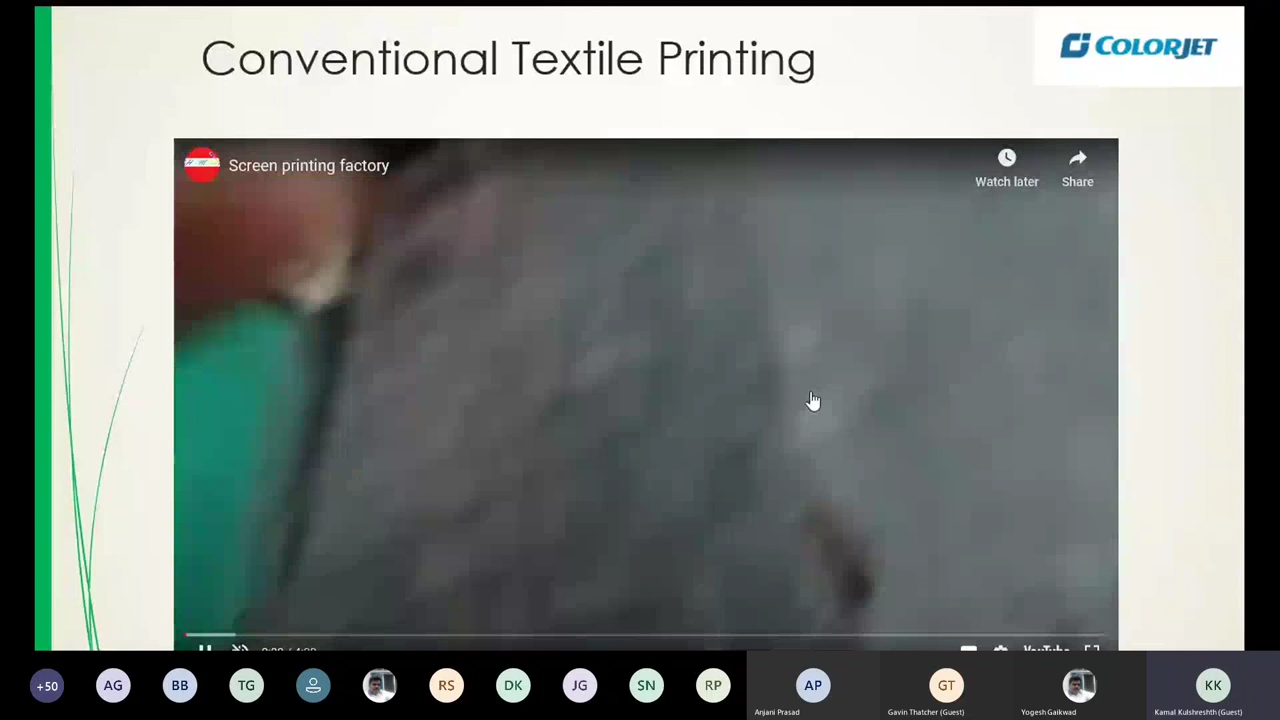 Conventional Textile Printing
COLORJET
Screen printing factory
Watch later
Share
YouTube
+50
AG
BB
TG
RS
DK
JG
SN
RP
AP
GT
KK
Anjani Prasad
Gavin Thatcher (Guest)
Yogesh Gaikwad
Kamal Kulshreshth (Guest)